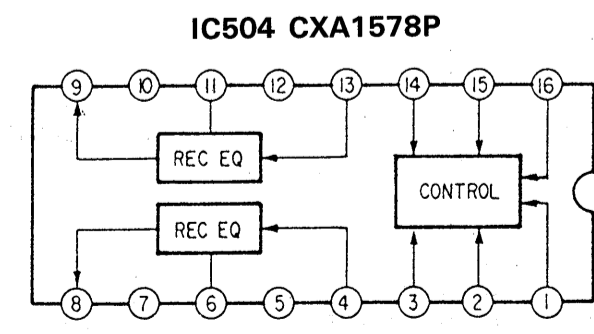 IC504 CXA1578P
9 10 11 12 13 14 15 16
REC EQ
CONTROL
REC EQ
8 7 6 5 4 3 2 1